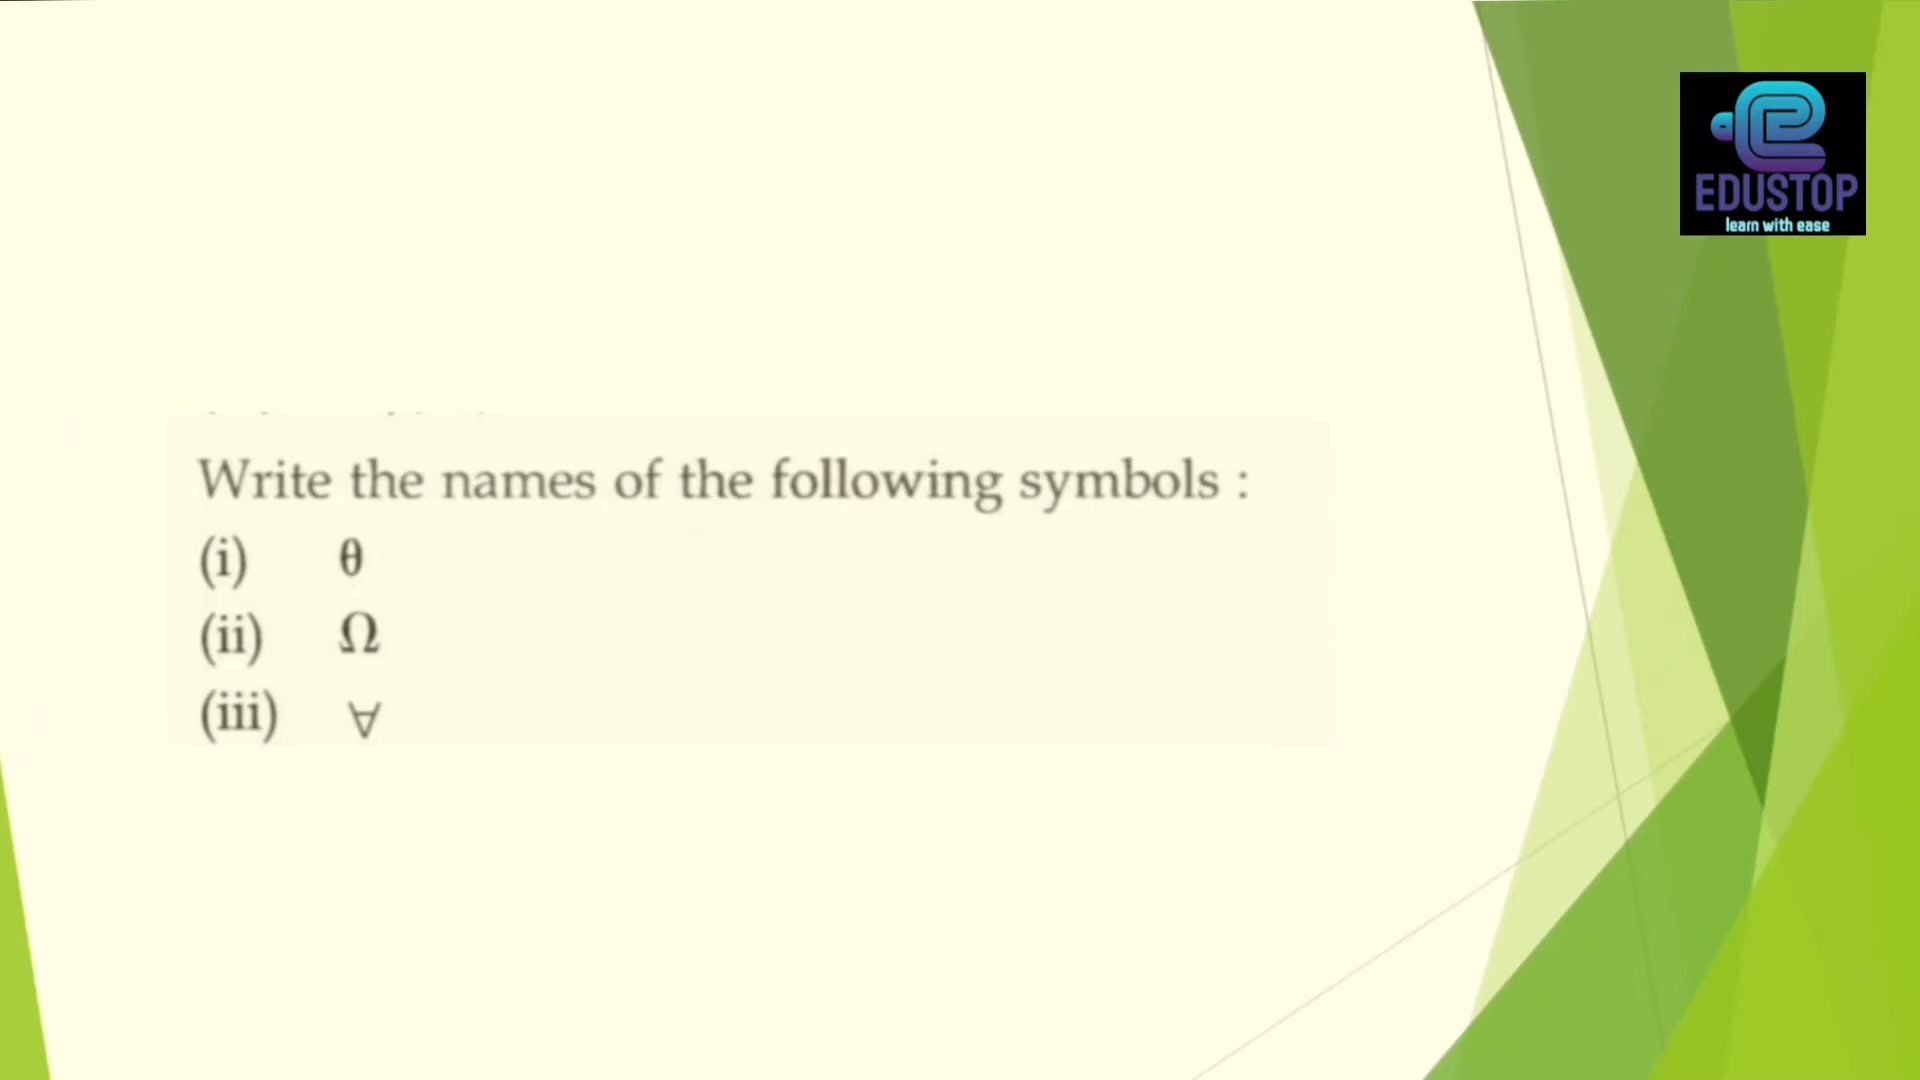 EDUSTOP
learn with ease
Write the names of the following symbols :
(i) θ
(ii) Ω
(iii) ∀